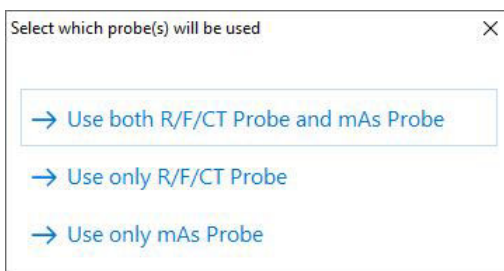 Select which probe(s) will be used
Use both R/F/CT Probe and mAs Probe
Use only R/F/CT Probe
Use only mAs Probe